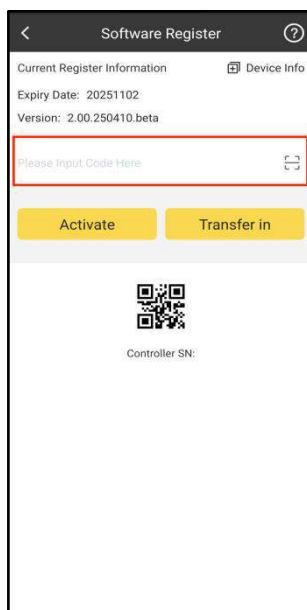 Software Register
Current Register Information Device Info
Expiry Date: 20251102
Version: 2.00.250410.beta
Please Input Code Here
Activate Transfer in
Controller SN: